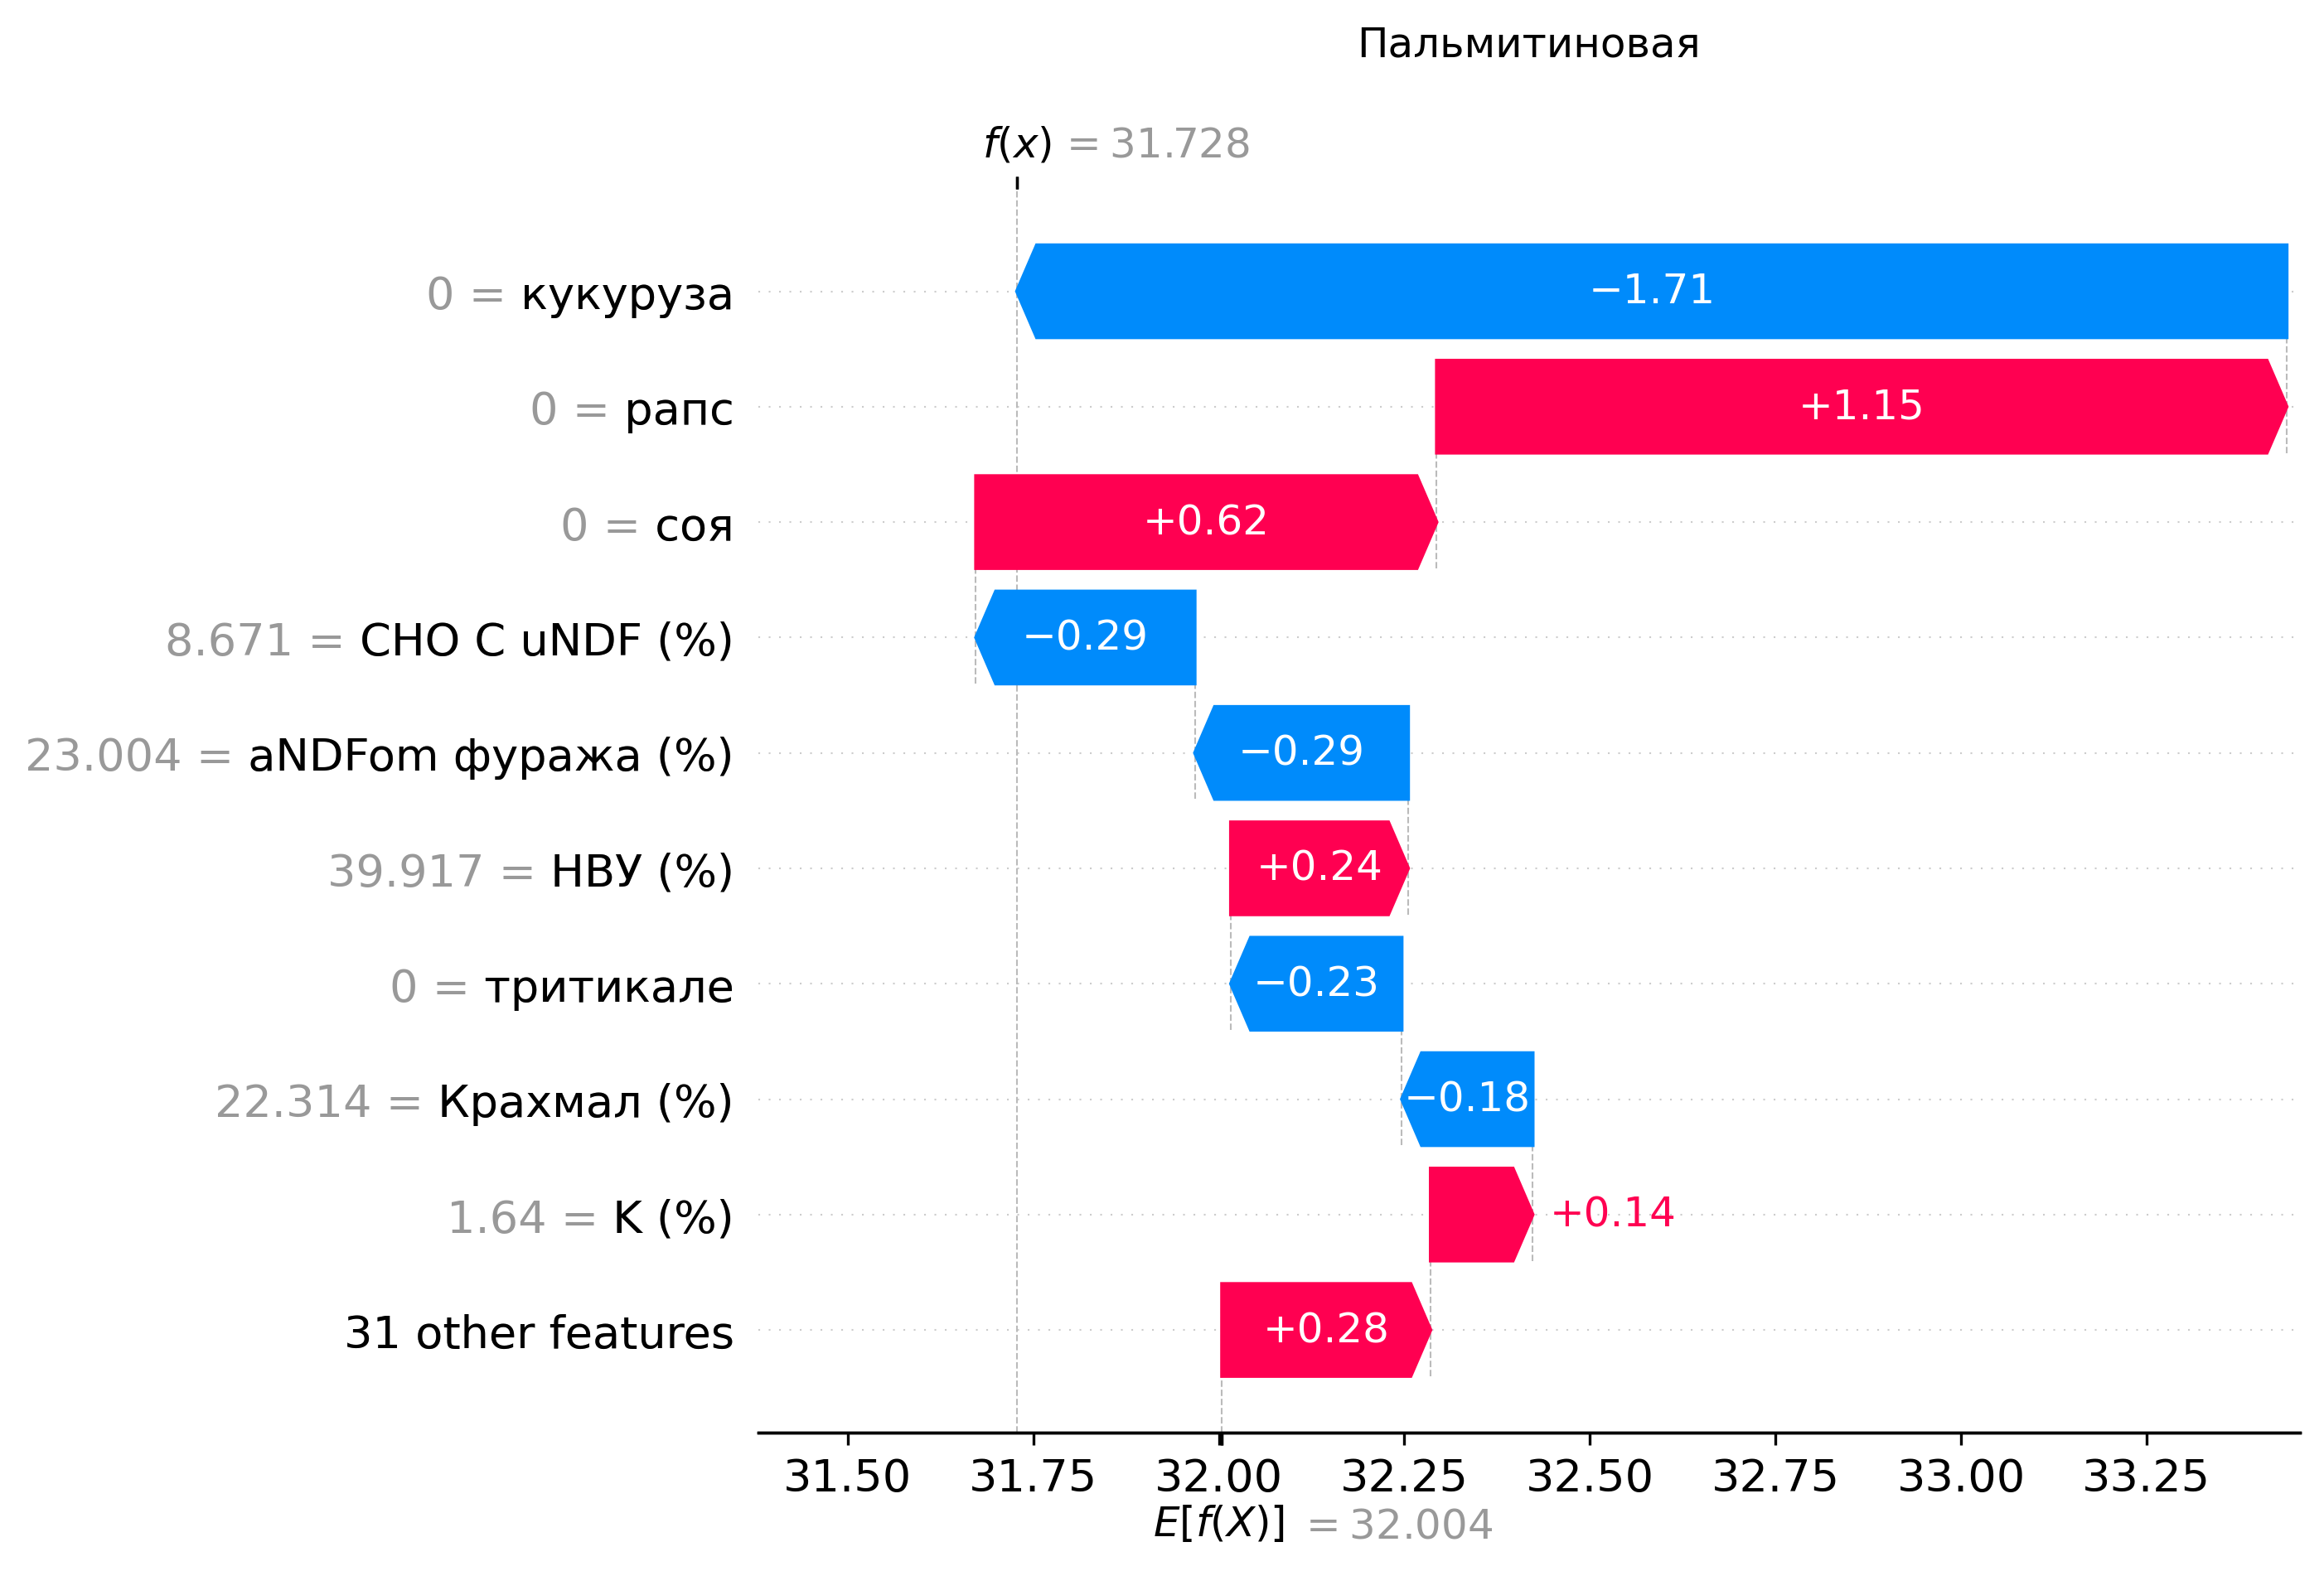 Пальмитиновая
f(x) = 31.728
0 = кукуруза
−1.71
0 = рапс
+1.15
0 = соя
+0.62
8.671 = CHO C uNDF (%)
−0.29
23.004 = aNDFom фуража (%)
−0.29
39.917 = НВУ (%)
+0.24
0 = тритикале
−0.23
22.314 = Крахмал (%)
−0.18
1.64 = K (%)
+0.14
31 other features
+0.28
31.50 31.75 32.00 32.25 32.50 32.75 33.00 33.25
E[f(X)] = 32.004